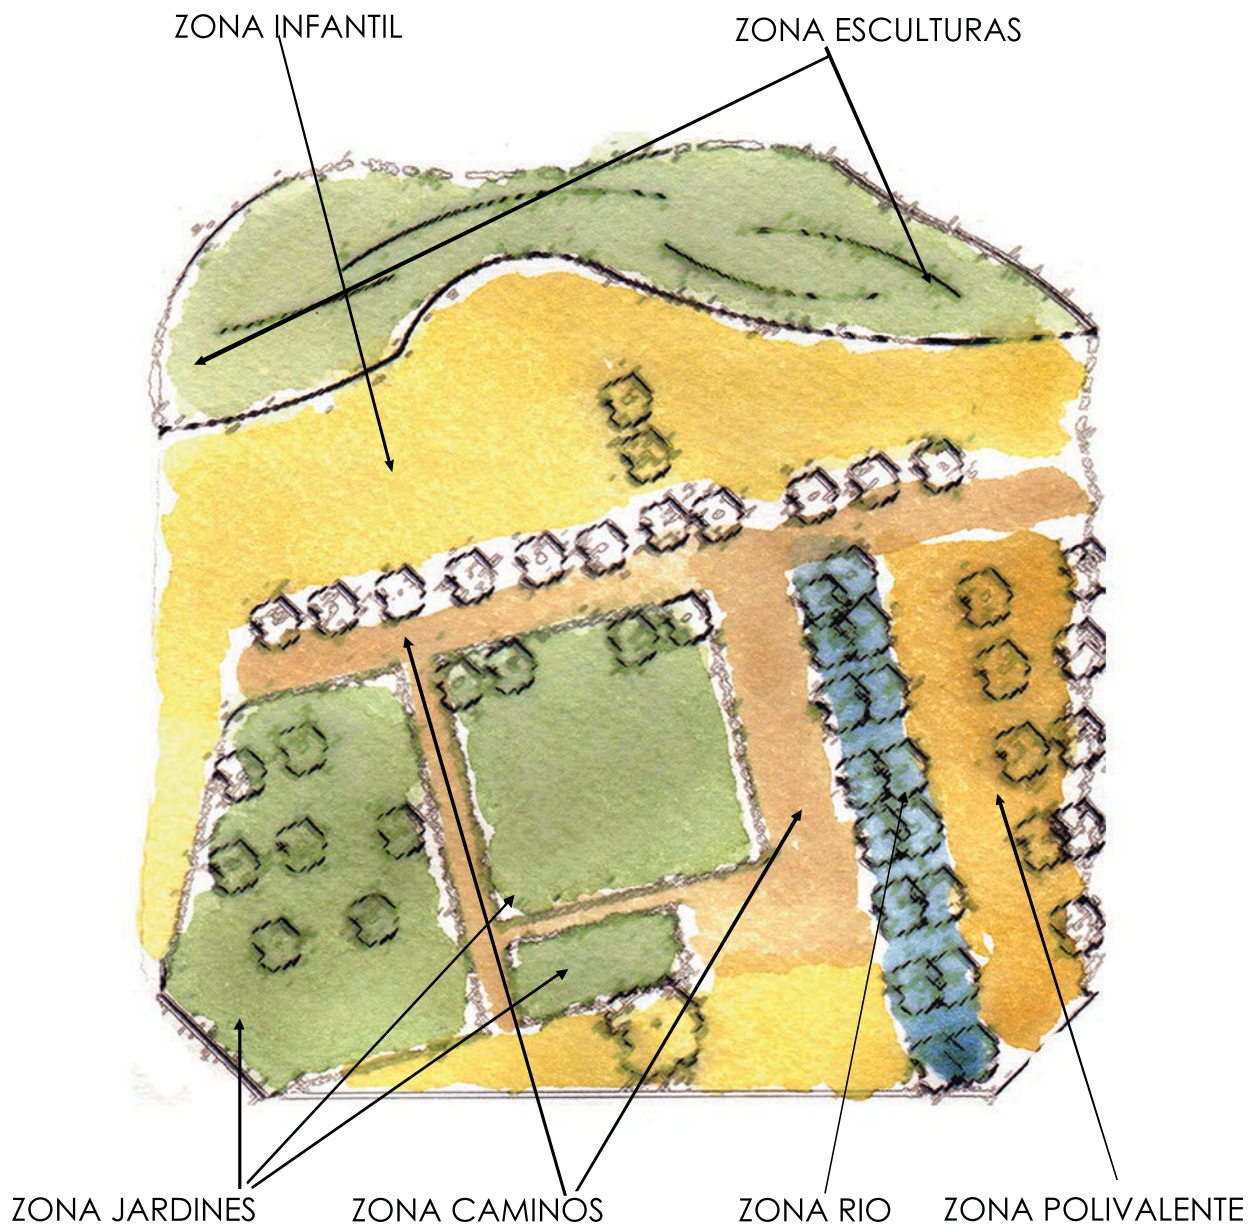 ZONA INFANTIL
ZONA ESCULTURAS
ZONA JARDINES
ZONA CAMINOS
ZONA RIO
ZONA POLIVALENTE